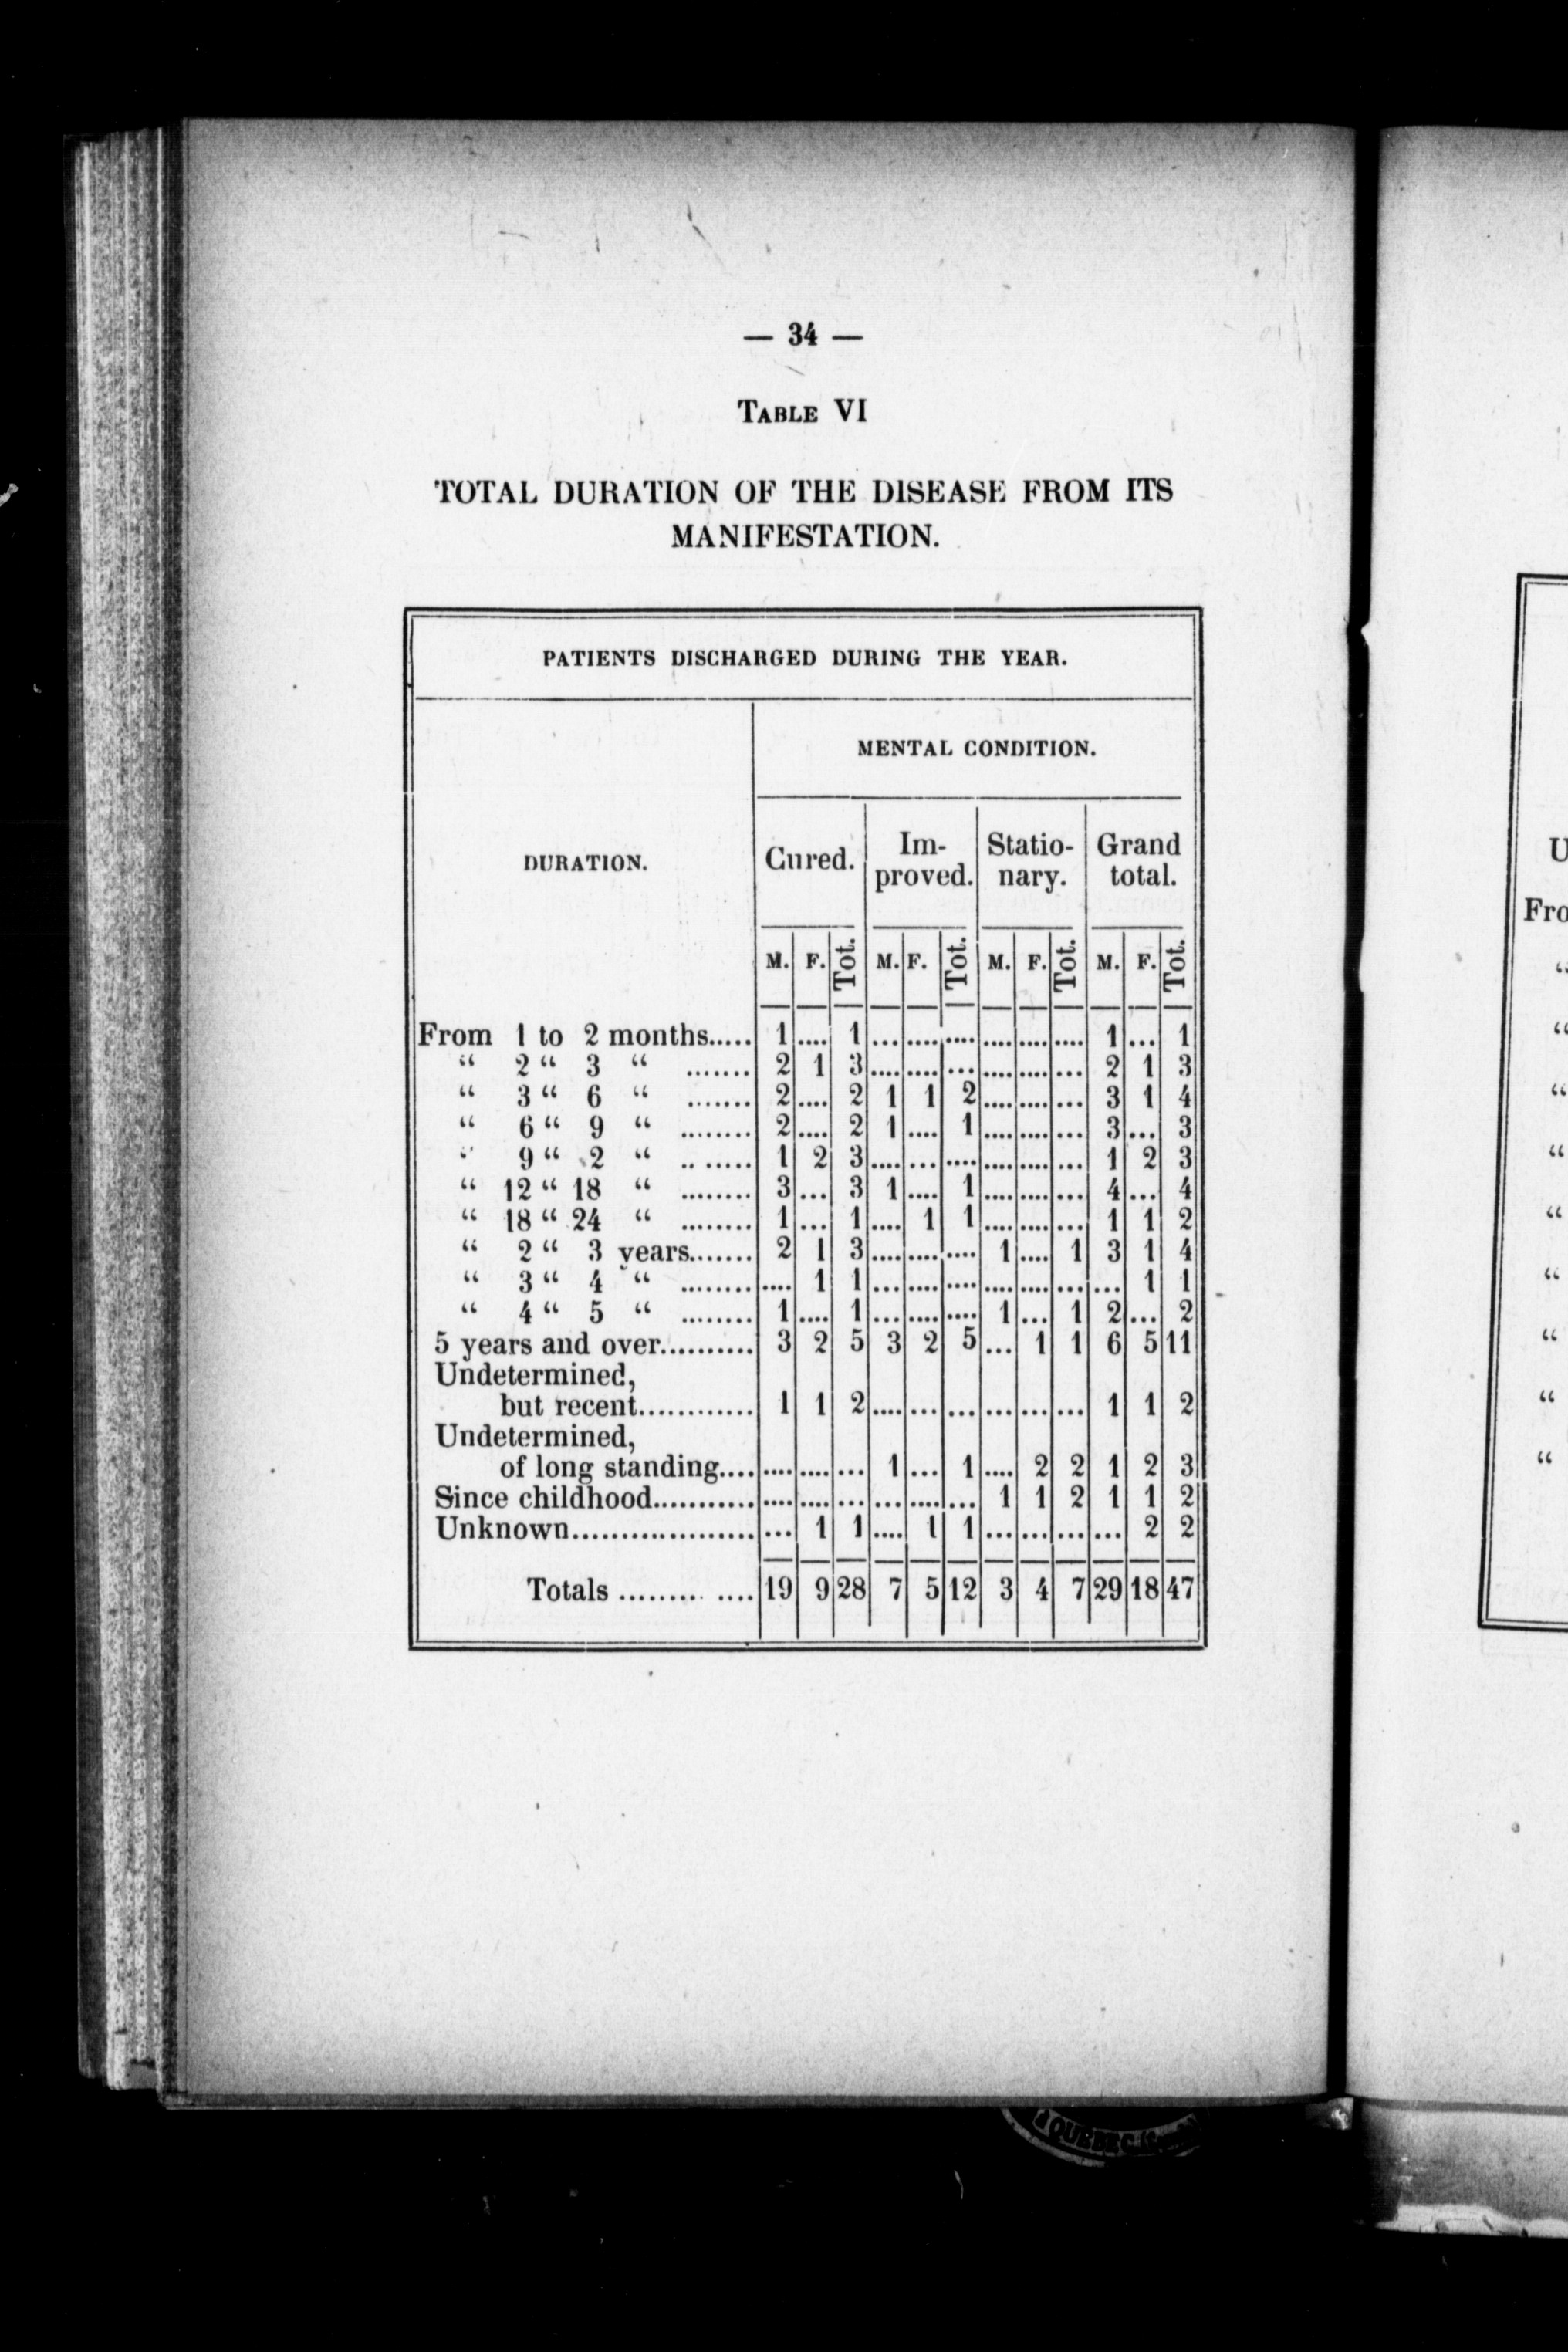 — 34 —
TABLE VI
TOTAL DURATION OF THE DISEASE FROM ITS
MANIFESTATION.
PATIENTS DISCHARGED DURING THE YEAR.
MENTAL CONDITION.
DURATION. Cured. Im- Statio- Grand
proved. nary. total.
M. F. Tot. M. F. Tot. M. F. Tot. M. F. Tot.
From 1 to 2 months..... 1 .... 1 ... .... .... .... .... .... 1 ... 1
“ 2 “ 3 “ ....... 2 1 3 .... .... ... .... .... ... 2 1 3
“ 3 “ 6 “ ....... 2 .... 2 1 1 2 .... .... ... 3 1 4
“ 6 “ 9 “ ........ 2 .... 2 1 .... 1 .... .... ... 3 ... 3
“ 9 “ 2 “ .. ...... 1 2 3 .... ... .... .... .... ... 1 2 3
“ 12 “ 18 “ ........ 3 ... 3 1 .... 1 .... .... ... 4 ... 4
“ 18 “ 24 “ ........ 1 ... 1 .... 1 1 .... .... ... 1 1 2
“ 2 “ 3 years....... 2 1 3 .... .... .... 1 .... 1 3 1 4
“ 3 “ 4 “ ........ .... 1 1 ... .... .... .... .... ... ... 1 1
“ 4 “ 5 “ ........ 1 .... 1 ... .... .... 1 ... 1 2 ... 2
5 years and over.......... 3 2 5 3 2 5 ... 1 1 6 5 11
Undetermined,
but recent............ 1 1 2 .... ... ... ... ... ... 1 1 2
Undetermined,
of long standing.... .... .... ... 1 ... 1 .... 2 2 1 2 3
Since childhood........... .... .... ... ... .... ... 1 1 2 1 1 2
Unknown................... ... 1 1 .... 1 1 ... ... ... ... 2 2
Totals ......... .... 19 9 28 7 5 12 3 4 7 29 18 47
U
Fro
“
“
“
“
“
“
“
“
“